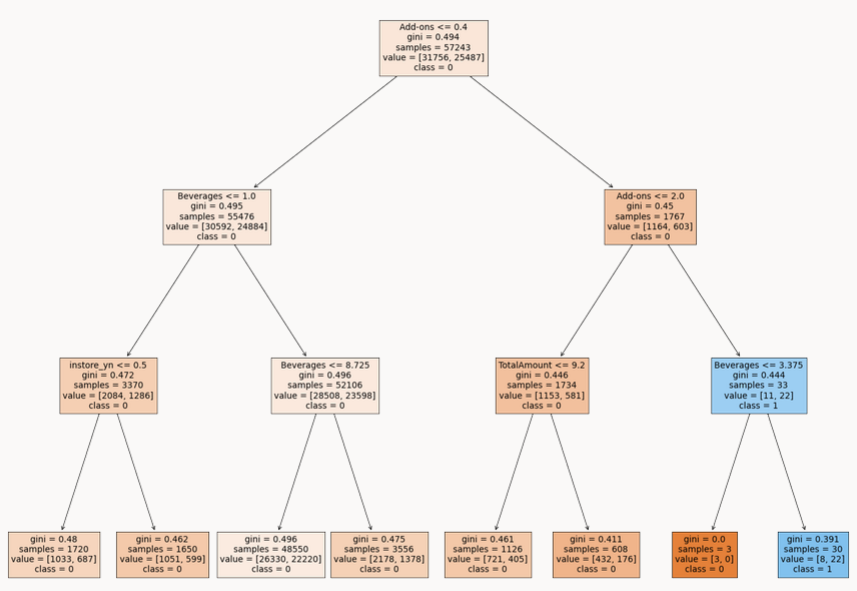 Add-ons <= 0.4
gini = 0.494
samples = 57243
value = [31756, 25487]
class = 0
Beverages <= 1.0
gini = 0.495
samples = 55476
value = [30592, 24884]
class = 0
Add-ons <= 2.0
gini = 0.45
samples = 1767
value = [1164, 603]
class = 0
instore_yn <= 0.5
gini = 0.472
samples = 3370
value = [2084, 1286]
class = 0
Beverages <= 8.725
gini = 0.496
samples = 52106
value = [28508, 23598]
class = 0
TotalAmount <= 9.2
gini = 0.446
samples = 1734
value = [1153, 581]
class = 0
Beverages <= 3.375
gini = 0.444
samples = 33
value = [11, 22]
class = 1
gini = 0.48
samples = 1720
value = [1033, 687]
class = 0
gini = 0.462
samples = 1650
value = [1051, 599]
class = 0
gini = 0.496
samples = 48550
value = [26330, 22220]
class = 0
gini = 0.475
samples = 3556
value = [2178, 1378]
class = 0
gini = 0.461
samples = 1126
value = [721, 405]
class = 0
gini = 0.411
samples = 608
value = [432, 176]
class = 0
gini = 0.0
samples = 3
value = [3, 0]
class = 0
gini = 0.391
samples = 30
value = [8, 22]
class = 1